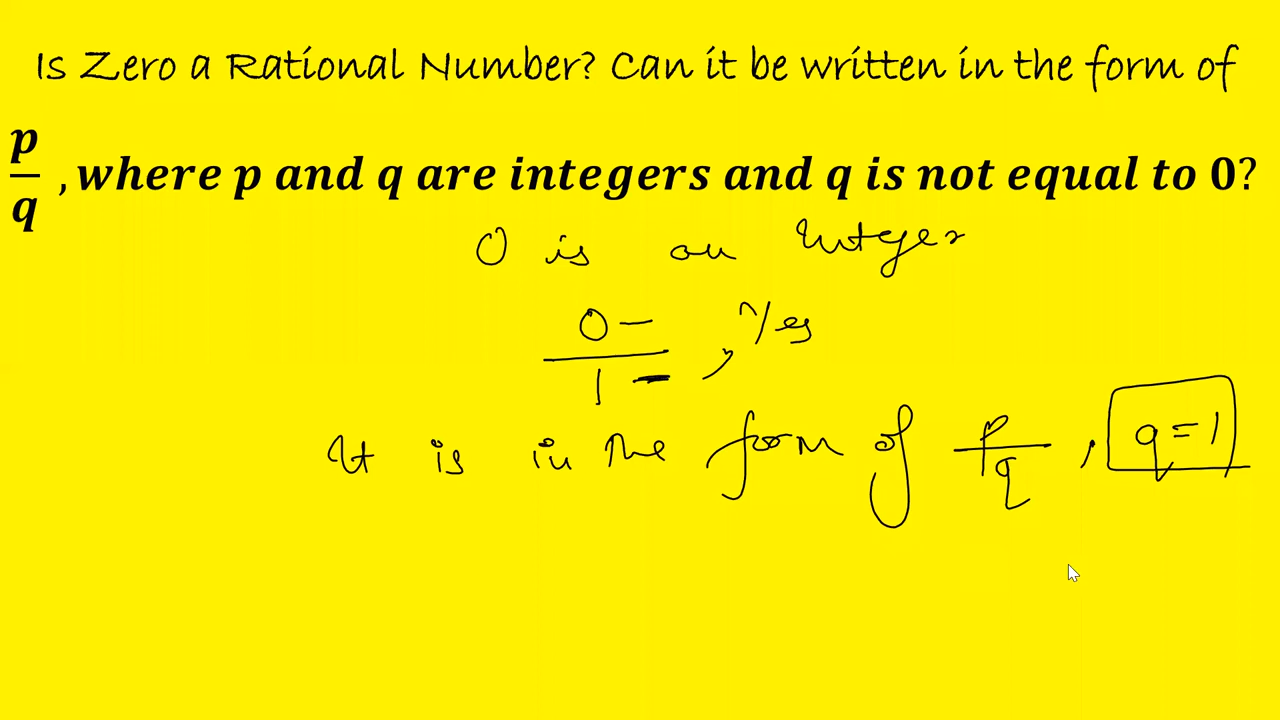 Is Zero a Rational Number? Can it be written in the form of
p/q, where p and q are integers and q is not equal to 0?
0 is an Integer
0/1, Yes
It is in the form of p/q, q=1